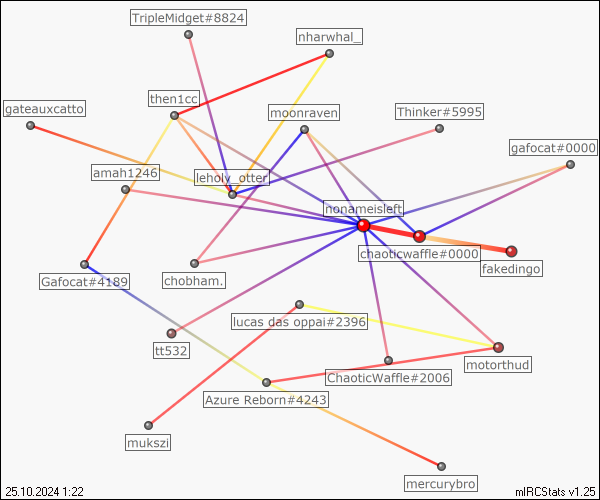 TripleMidget#8824
nharwhal_
then1cc
gateauxcatto
moonraven
Thinker#5995
gafocat#0000
amah1246
leholy_otter
nonameisleft
chaoticwaffle#0000
fakedingo
Gafocat#4189
chobham.
lucas das oppai#2396
tt532
motorthud
ChaoticWaffle#2006
Azure Reborn#4243
mukszi
mercurybro
25.10.2024 1:22
mIRCStats v1.25